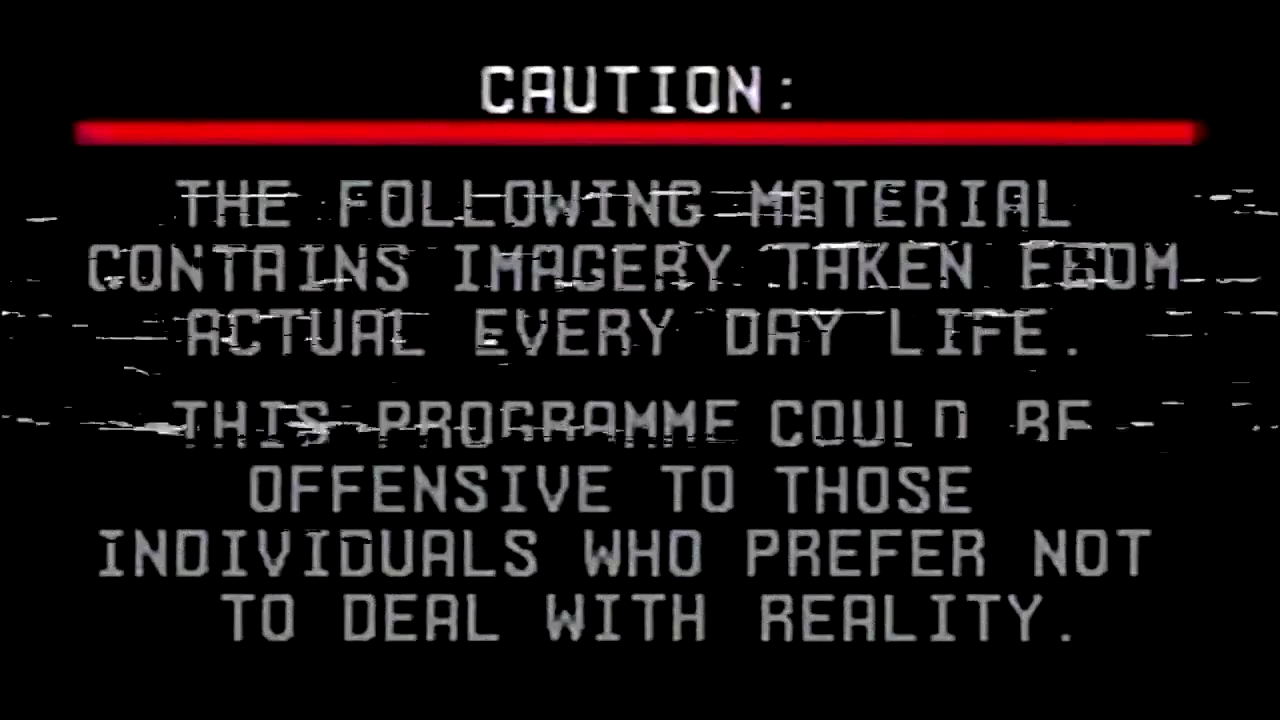 CAUTION:
THE FOLLOWING MATERIAL
CONTAINS IMAGERY TAKEN FROM
ACTUAL EVERY DAY LIFE.
THIS PROGRAMME COULD BE
OFFENSIVE TO THOSE
INDIVIDUALS WHO PREFER NOT
TO DEAL WITH REALITY.